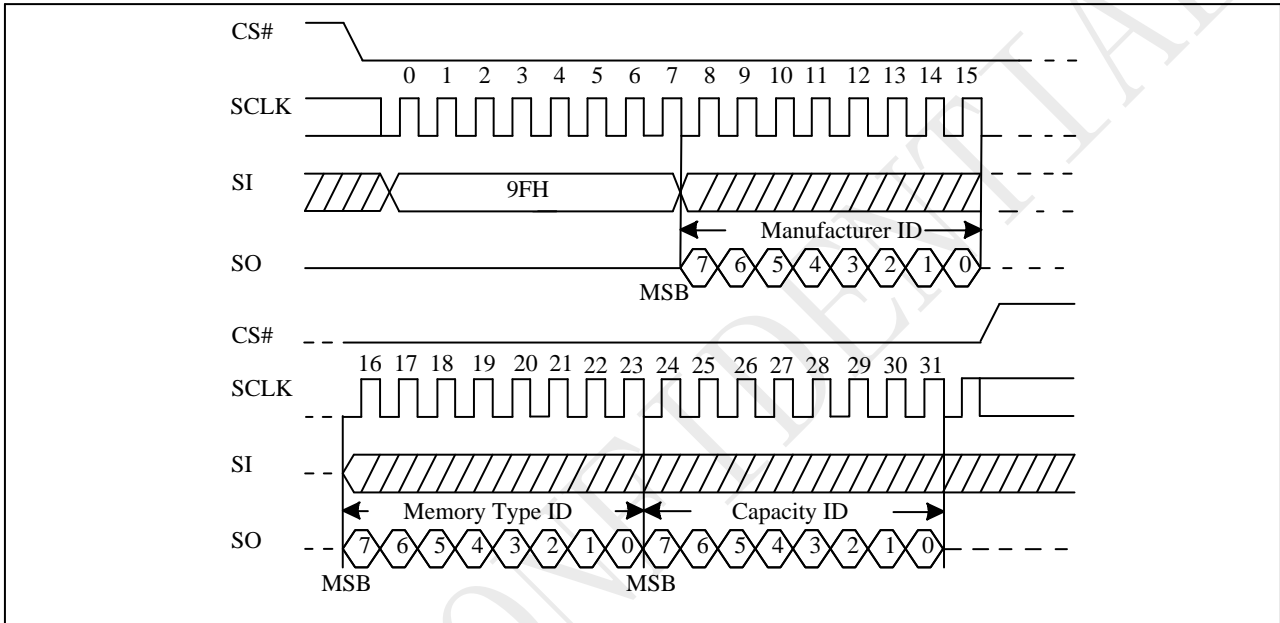 CS#
0 1 2 3 4 5 6 7 8 9 10 11 12 13 14 15
SCLK
SI
9FH
Manufacturer ID
SO
7 6 5 4 3 2 1 0
MSB
CS#
16 17 18 19 20 21 22 23 24 25 26 27 28 29 30 31
SCLK
SI
Memory Type ID Capacity ID
SO
7 6 5 4 3 2 1 0 7 6 5 4 3 2 1 0
MSB MSB
ONFIDENTIAL